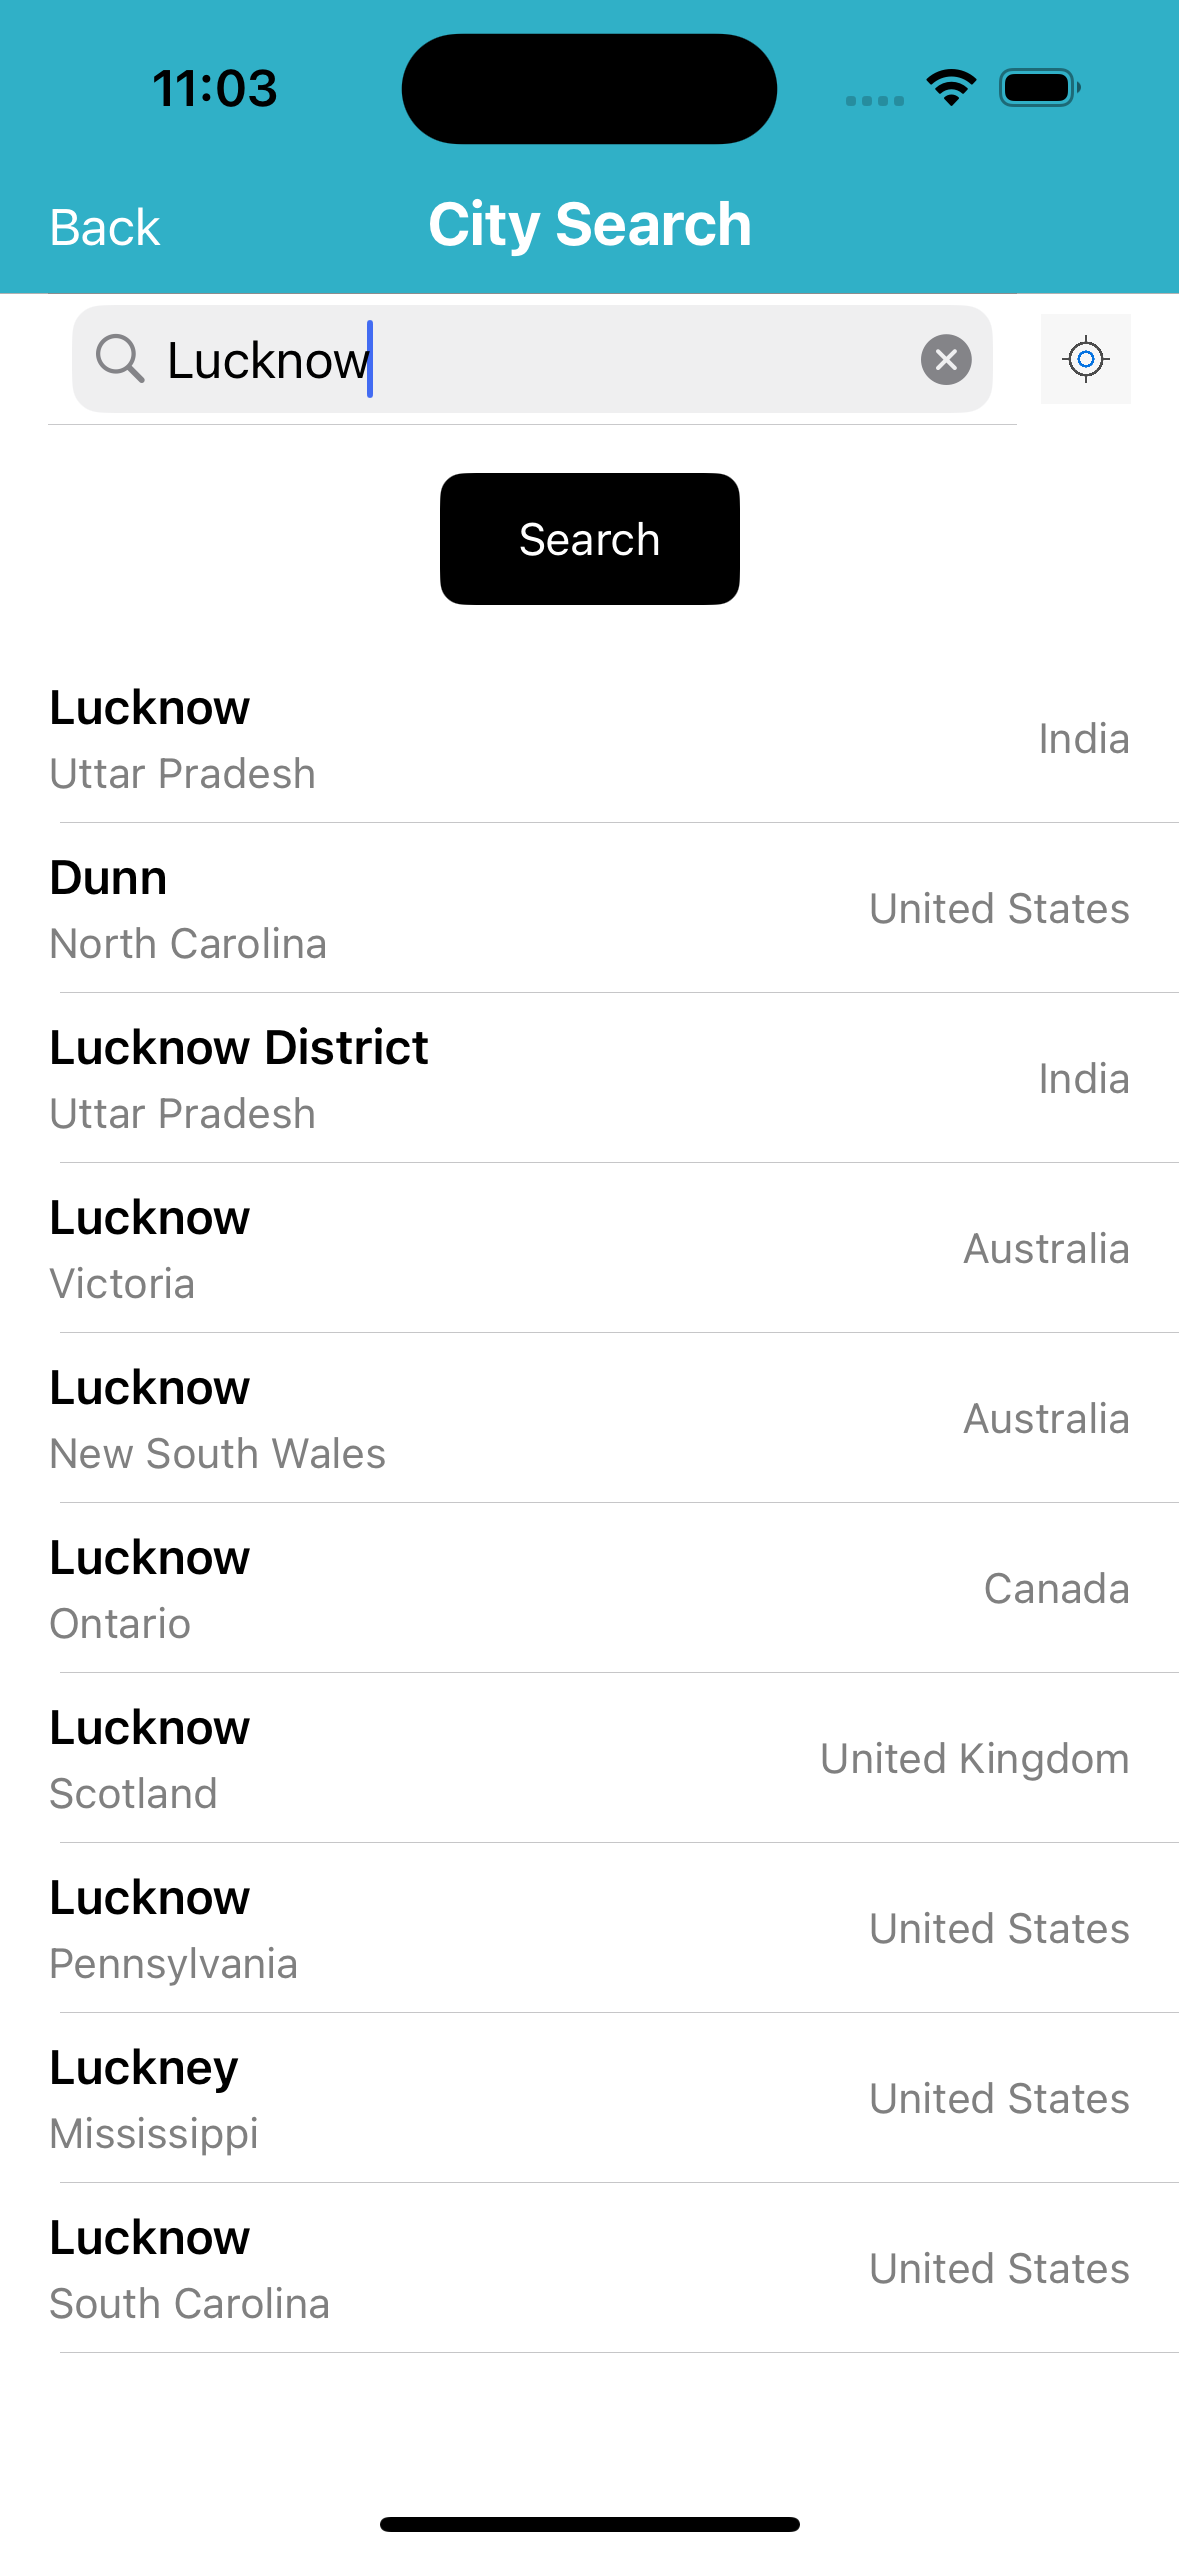 11:03
Back
City Search
Lucknow
Search
Lucknow
Uttar Pradesh
India
Dunn
North Carolina
United States
Lucknow District
Uttar Pradesh
India
Lucknow
Victoria
Australia
Lucknow
New South Wales
Australia
Lucknow
Ontario
Canada
Lucknow
Scotland
United Kingdom
Lucknow
Pennsylvania
United States
Luckney
Mississippi
United States
Lucknow
South Carolina
United States